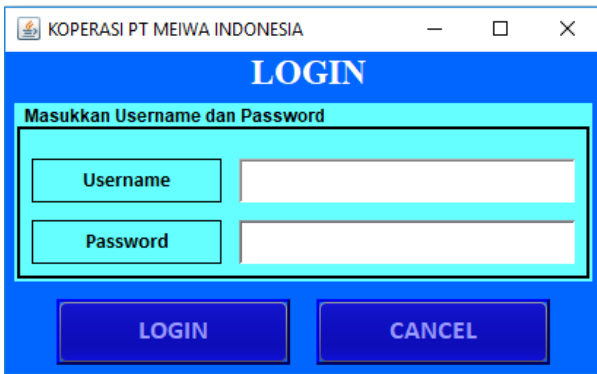 KOPERASI PT MEIWA INDONESIA
LOGIN
Masukkan Username dan Password
Username
Password
LOGIN CANCEL